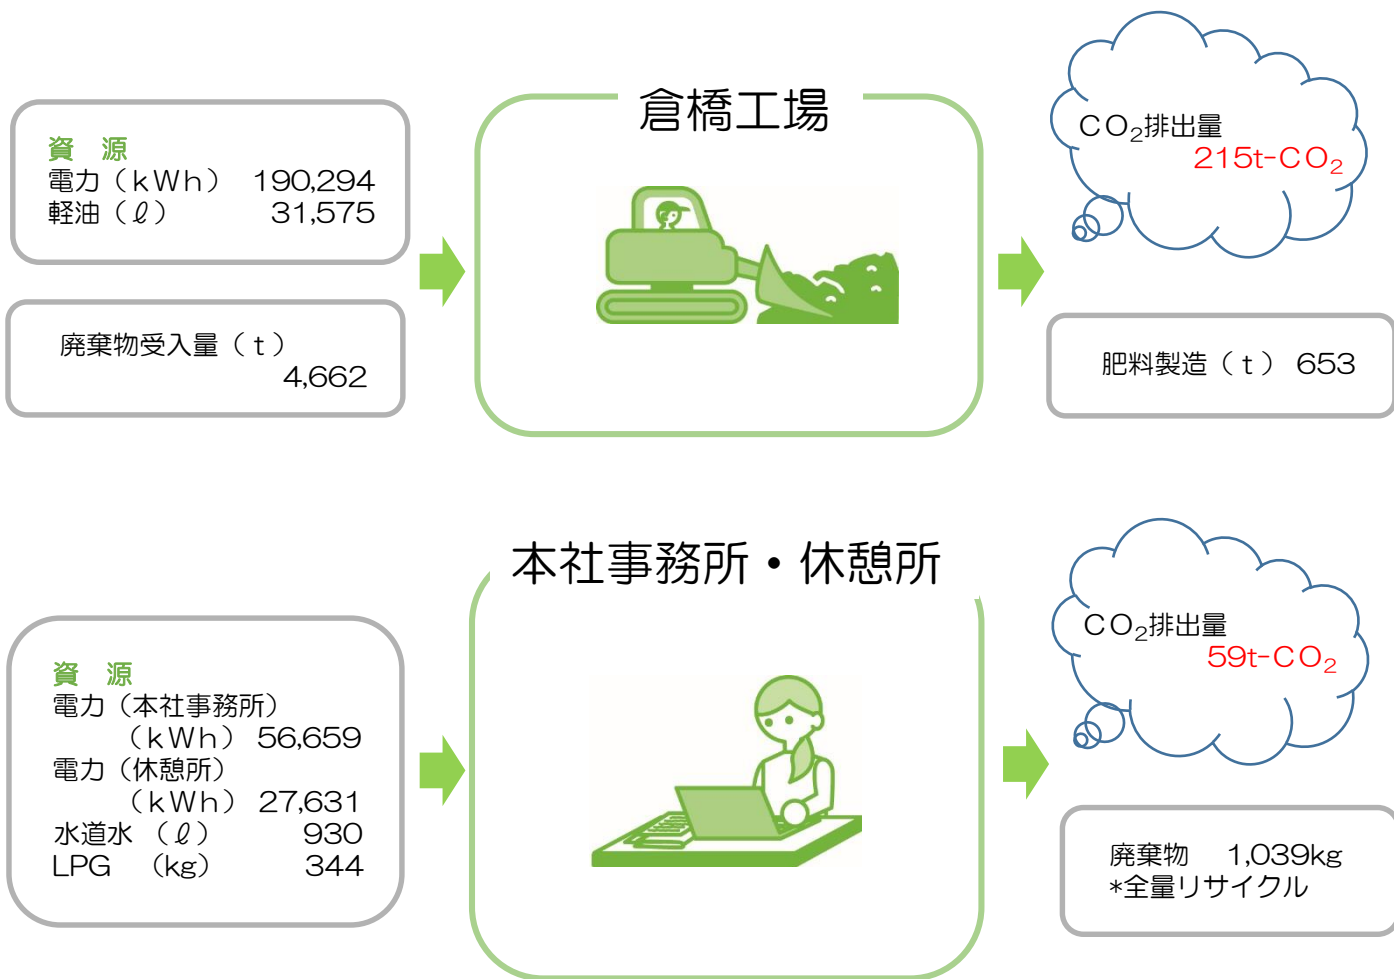 倉橋工場
資　源
電力（kWh）　190,294
軽油（ℓ）　31,575
廃棄物受入量（ｔ）
4,662
CO₂排出量
215t-CO₂
肥料製造（ｔ）　653
本社事務所・休憩所
資　源
電力（本社事務所）
（kWh）　56,659
電力（休憩所）
（kWh）　27,631
水道水　（ℓ）　930
LPG　（kg）　344
CO₂排出量
59t-CO₂
廃棄物　1,039kg
*全量リサイクル